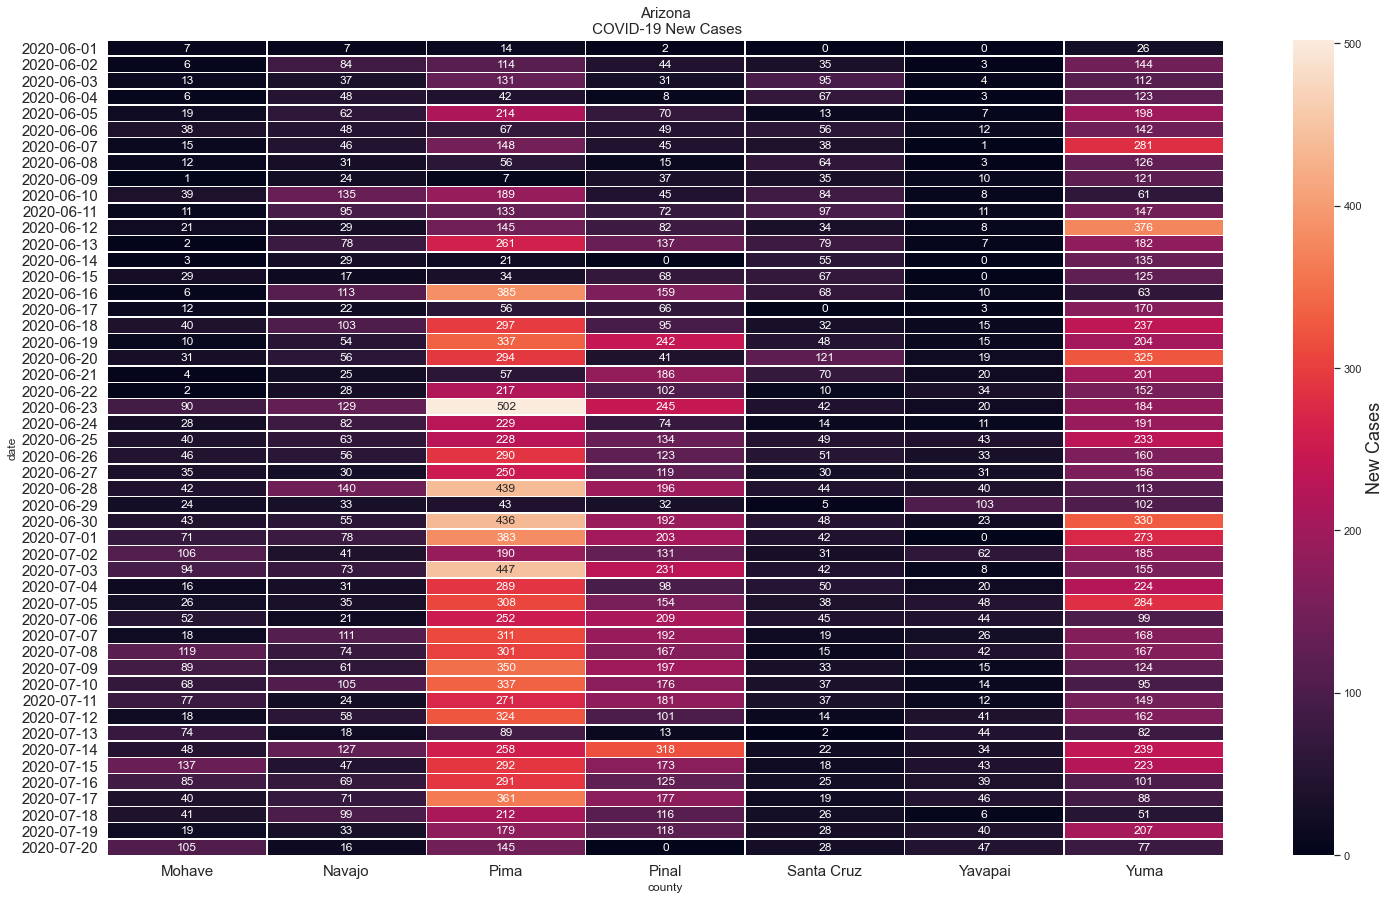 Arizona
COVID-19 New Cases
2020-06-01 7 7 14 2 0 0 26
2020-06-02 6 84 114 44 35 3 144
2020-06-03 13 37 131 31 95 4 112
2020-06-04 6 48 42 8 67 3 123
2020-06-05 19 62 214 70 13 7 198
2020-06-06 38 48 67 49 56 12 142
2020-06-07 15 46 148 45 38 1 281
2020-06-08 12 31 56 15 64 3 126
2020-06-09 1 24 7 37 35 10 121
2020-06-10 39 135 189 45 84 8 61
2020-06-11 11 95 133 72 97 11 147
2020-06-12 21 29 145 82 34 8 376
2020-06-13 2 78 261 137 79 7 182
2020-06-14 3 29 21 0 55 0 135
2020-06-15 29 17 34 68 67 0 125
2020-06-16 6 113 385 159 68 10 63
2020-06-17 12 22 56 66 0 3 170
2020-06-18 40 103 297 95 32 15 237
2020-06-19 10 54 337 242 48 15 204
2020-06-20 31 56 294 41 121 19 325
2020-06-21 4 25 57 186 70 20 201
2020-06-22 2 28 217 102 10 34 152
2020-06-23 90 129 502 245 42 20 184
2020-06-24 28 82 229 74 14 11 191
2020-06-25 40 63 228 134 49 43 233
2020-06-26 46 56 290 123 51 33 160
2020-06-27 35 30 250 119 30 31 156
2020-06-28 42 140 439 196 44 40 113
2020-06-29 24 33 43 32 5 103 102
2020-06-30 43 55 436 192 48 23 330
2020-07-01 71 78 383 203 42 0 273
2020-07-02 106 41 190 131 31 62 185
2020-07-03 94 73 447 231 42 8 155
2020-07-04 16 31 289 98 50 20 224
2020-07-05 26 35 308 154 38 48 284
2020-07-06 52 21 252 209 45 44 99
2020-07-07 18 111 311 192 19 26 168
2020-07-08 119 74 301 167 15 42 167
2020-07-09 89 61 350 197 33 15 124
2020-07-10 68 105 337 176 37 14 95
2020-07-11 77 24 271 181 37 12 149
2020-07-12 18 58 324 101 14 41 162
2020-07-13 74 18 89 13 2 44 82
2020-07-14 48 127 258 318 22 34 239
2020-07-15 137 47 292 173 18 43 223
2020-07-16 85 69 291 125 25 39 101
2020-07-17 40 71 361 177 19 46 88
2020-07-18 41 99 212 116 26 6 51
2020-07-19 19 33 179 118 28 40 207
2020-07-20 105 16 145 0 28 47 77
Mohave Navajo Pima Pinal Santa Cruz Yavapai Yuma
county
date
500
400
300
200
100
0
New Cases